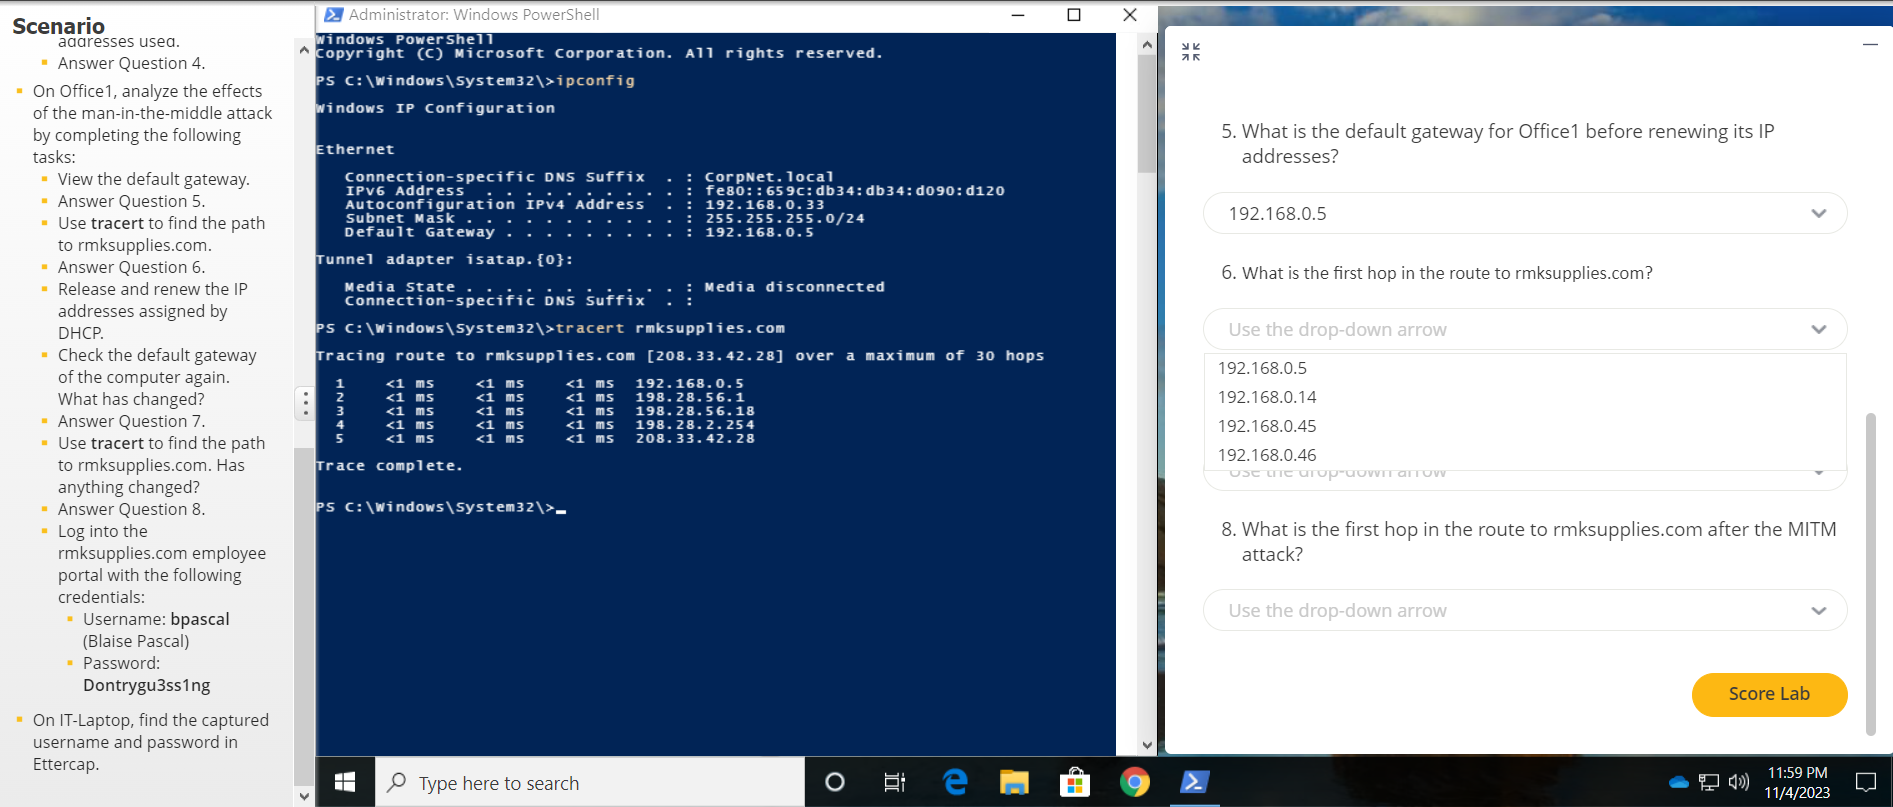 Scenario
addresses used.
Answer Question 4.
On Office1, analyze the effects
of the man-in-the-middle attack
by completing the following
tasks:
View the default gateway.
Answer Question 5.
Use tracert to find the path
to rmksupplies.com.
Answer Question 6.
Release and renew the IP
addresses assigned by
DHCP.
Check the default gateway
of the computer again.
What has changed?
Answer Question 7.
Use tracert to find the path
to rmksupplies.com. Has
anything changed?
Answer Question 8.
Log into the
rmksupplies.com employee
portal with the following
credentials:
Username: bpascal
(Blaise Pascal)
Password:
Dontrygu3ss1ng
On IT-Laptop, find the captured
username and password in
Ettercap.
Administrator: Windows PowerShell
Windows PowerShell
Copyright (C) Microsoft Corporation. All rights reserved.
PS C:\Windows\System32\>ipconfig
Windows IP Configuration
Ethernet
Connection-specific DNS Suffix . : CorpNet.local
IPv6 Address . . . . . . . . . . : fe80::659c:db34:db34:d090:d120
Autoconfiguration IPv4 Address . : 192.168.0.33
Subnet Mask . . . . . . . . . . . : 255.255.255.0/24
Default Gateway . . . . . . . . . : 192.168.0.5
Tunnel adapter isatap.{0}:
Media State . . . . . . . . . . . : Media disconnected
Connection-specific DNS Suffix . :
PS C:\Windows\System32\>tracert rmksupplies.com
Tracing route to rmksupplies.com [208.33.42.28] over a maximum of 30 hops
1 <1 ms <1 ms <1 ms 192.168.0.5
2 <1 ms <1 ms <1 ms 198.28.56.1
3 <1 ms <1 ms <1 ms 198.28.56.18
4 <1 ms <1 ms <1 ms 198.28.2.254
5 <1 ms <1 ms <1 ms 208.33.42.28
Trace complete.
PS C:\Windows\System32\>_
5. What is the default gateway for Office1 before renewing its IP
addresses?
192.168.0.5
6. What is the first hop in the route to rmksupplies.com?
Use the drop-down arrow
192.168.0.5
192.168.0.14
192.168.0.45
192.168.0.46
Use the drop-down arrow
8. What is the first hop in the route to rmksupplies.com after the MITM
attack?
Use the drop-down arrow
Score Lab
Type here to search
11:59 PM
11/4/2023